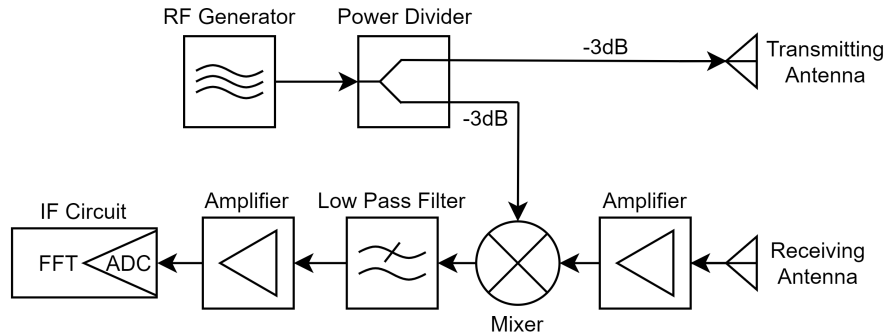 RF Generator
Power Divider
-3dB
Transmitting
Antenna
-3dB
IF Circuit
Amplifier
Low Pass Filter
Amplifier
FFT
ADC
Receiving
Antenna
Mixer